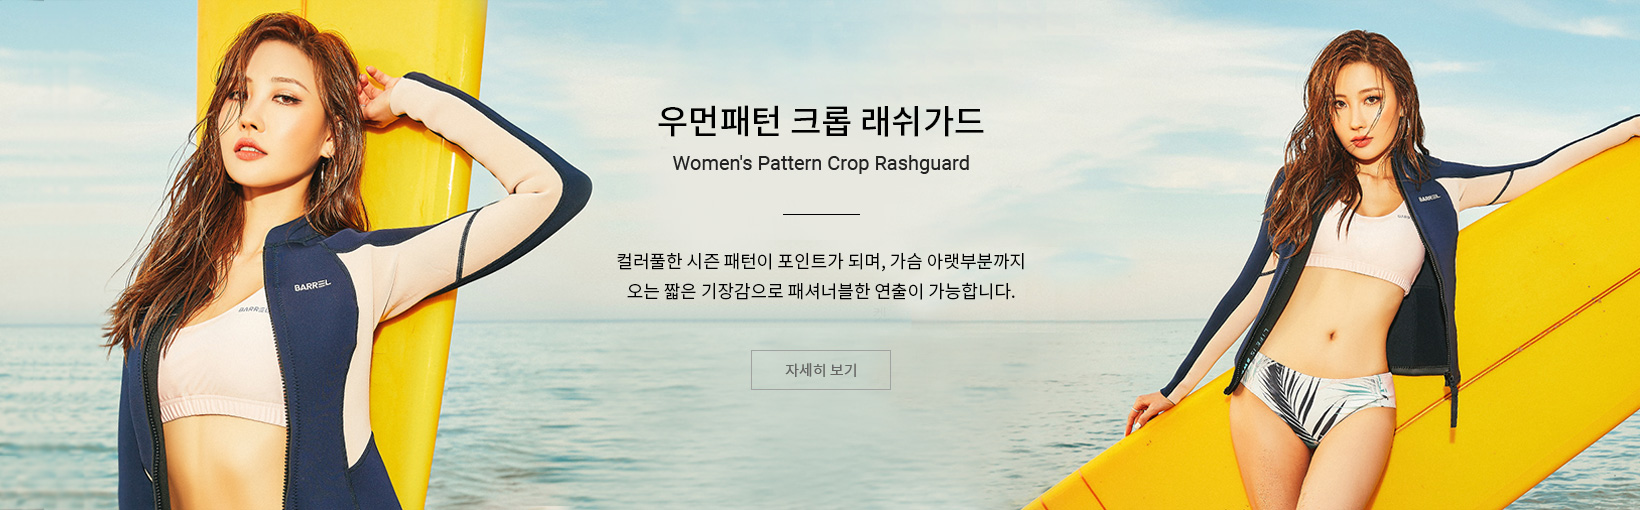 우먼패턴 크롭 래쉬가드
Women's Pattern Crop Rashguard
컬러풀한 시즌 패턴이 포인트가 되며, 가슴 아랫부분까지
오는 짧은 기장감으로 패셔너블한 연출이 가능합니다.
자세히 보기
BARREL
BARREL
BARREL
BARREL